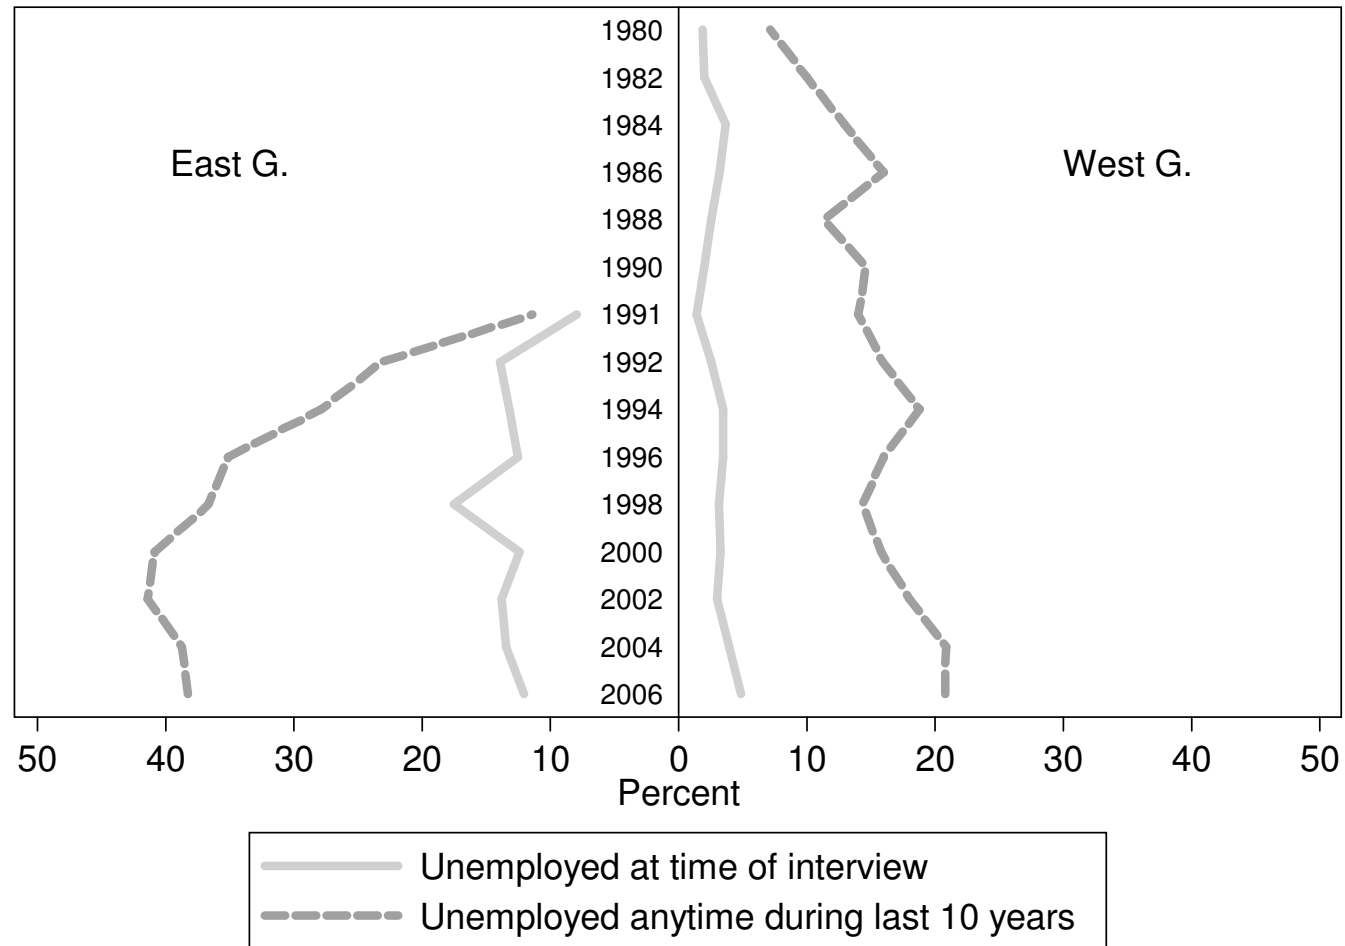 1980
1982
1984
East G.
West G.
1986
1988
1990
1991
1992
1994
1996
1998
2000
2002
2004
2006
50 40 30 20 10 0 10 20 30 40 50
Percent
Unemployed at time of interview
Unemployed anytime during last 10 years